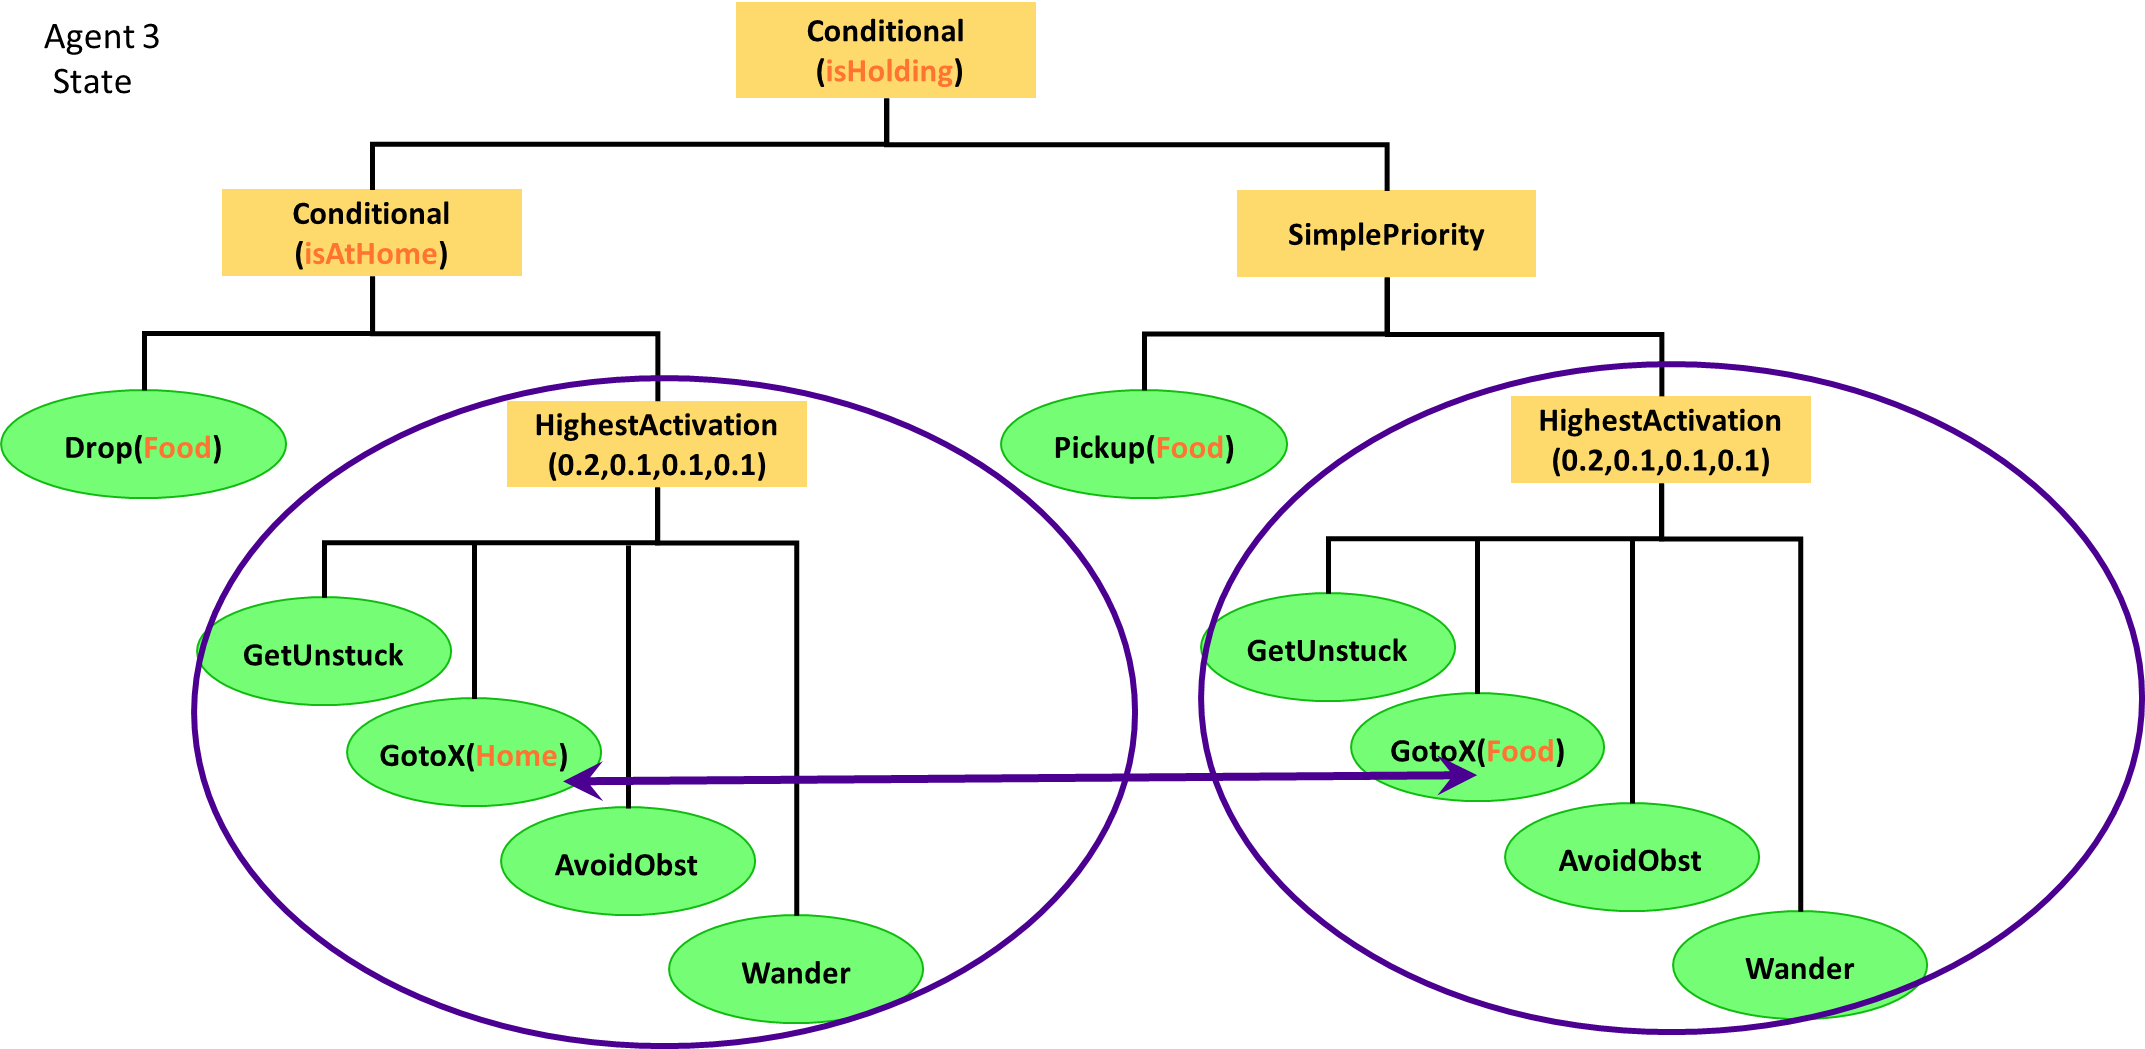 Agent 3
State
Conditional
(isHolding)
Conditional
(isAtHome)
SimplePriority
Drop(Food)
HighestActivation
(0.2,0.1,0.1,0.1)
Pickup(Food)
HighestActivation
(0.2,0.1,0.1,0.1)
GetUnstuck
GotoX(Home)
AvoidObst
Wander
GetUnstuck
GotoX(Food)
AvoidObst
Wander